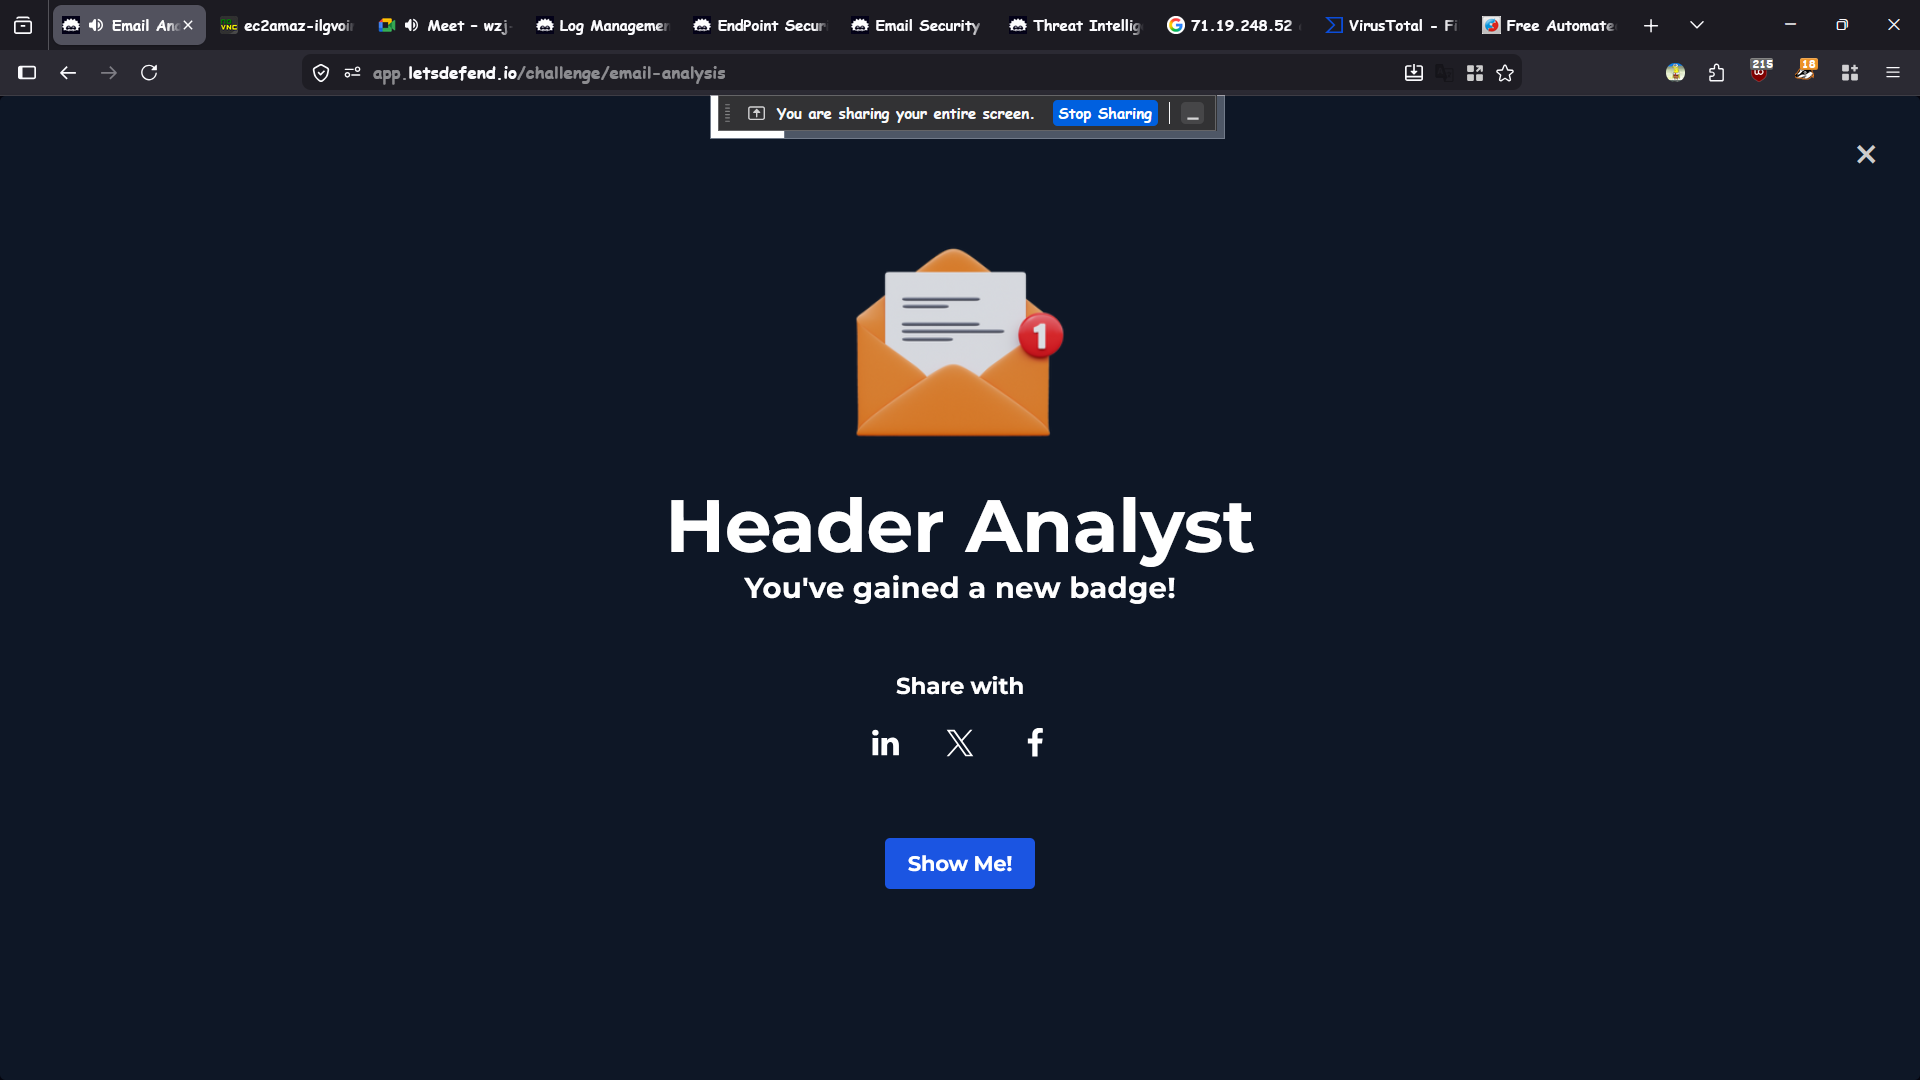 Email An
ec2amaz-ilgvoi
Meet - wzj-
Log Managemen
EndPoint Secur
Email Security
Threat Intellig
71.19.248.52
VirusTotal - Fi
Free Automate
app.letsdefend.io/challenge/email-analysis
215
18
You are sharing your entire screen.
Stop Sharing
1
Header Analyst
You've gained a new badge!
Share with
Show Me!